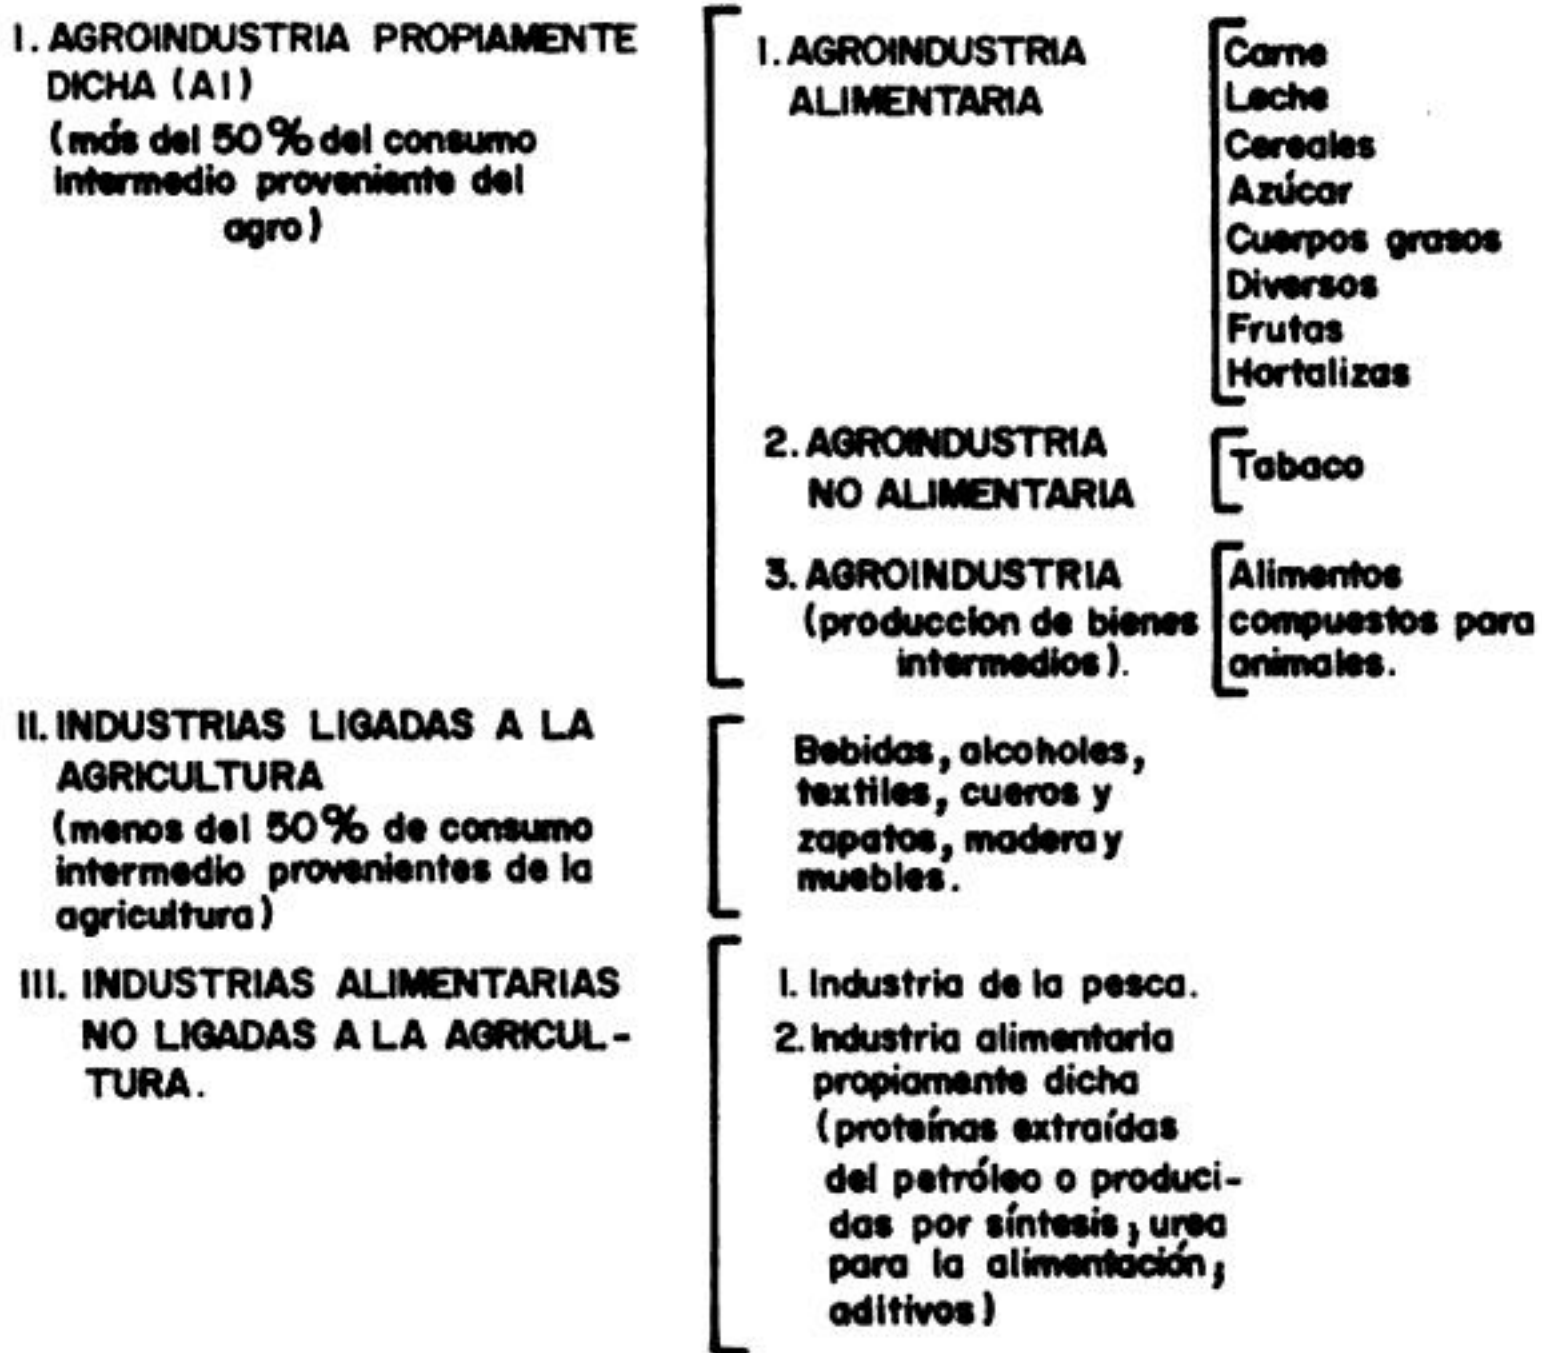 I. AGROINDUSTRIA PROPIAMENTE
DICHA (AI)
(más del 50% del consumo
intermedio proveniente del
agro)
1. AGROINDUSTRIA
ALIMENTARIA
Carne
Leche
Cereales
Azúcar
Cuerpos grasos
Diversos
Frutas
Hortalizas
2. AGROINDUSTRIA
NO ALIMENTARIA
Tabaco
3. AGROINDUSTRIA
(produccion de bienes
intermedios).
Alimentos
compuestos para
animales.
II. INDUSTRIAS LIGADAS A LA
AGRICULTURA
(menos del 50% de consumo
intermedio provenientes de la
agricultura)
Bebidas, alcoholes,
textiles, cueros y
zapatos, madera y
muebles.
III. INDUSTRIAS ALIMENTARIAS
NO LIGADAS A LA AGRICUL-
TURA.
1. Industria de la pesca.
2. Industria alimentaria
propiamente dicha
(proteínas extraídas
del petróleo o produci-
das por síntesis; urea
para la alimentación;
aditivos)